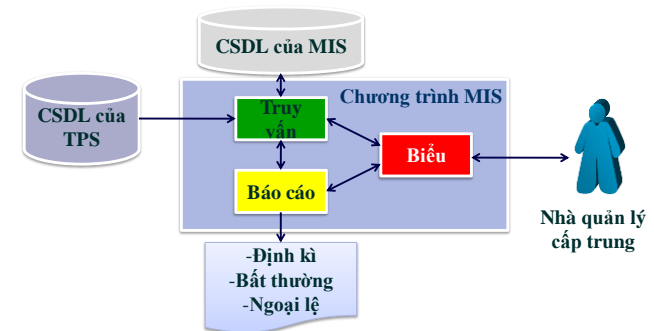 CSDL của MIS
Chương trình MIS
CSDL của
TPS
Truy
vấn
Biểu
Báo cáo
Nhà quản lý
cấp trung
-Định kì
-Bất thường
-Ngoại lệ